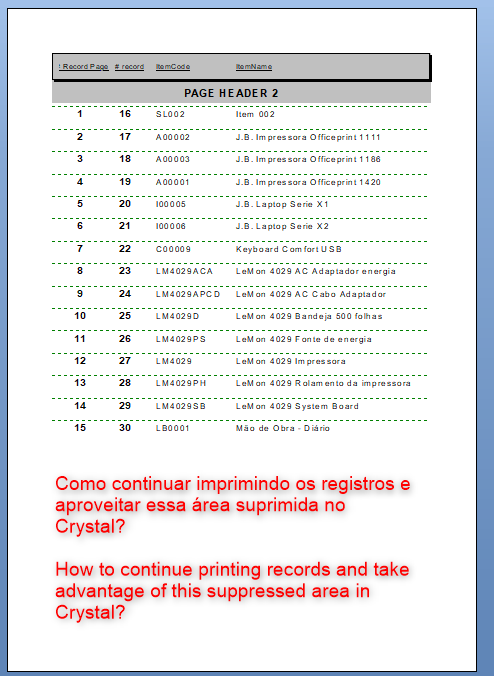 : Record Page # record ItemCode ItemName
PAGE HEADER 2
1 16 SL002 Item 002
2 17 A00002 J.B. Impressora Officeprint 1111
3 18 A00003 J.B. Impressora Officeprint 1186
4 19 A00001 J.B. Impressora Officeprint 1420
5 20 I00005 J.B. Laptop Serie X1
6 21 I00006 J.B. Laptop Serie X2
7 22 C00009 Keyboard Comfort USB
8 23 LM4029ACA LeMon 4029 AC Adaptador energia
9 24 LM4029APCD LeMon 4029 AC Cabo Adaptador
10 25 LM4029D LeMon 4029 Bandeja 500 folhas
11 26 LM4029PS LeMon 4029 Fonte de energia
12 27 LM4029 LeMon 4029 Impressora
13 28 LM4029PH LeMon 4029 Rolamento da impressora
14 29 LM4029SB LeMon 4029 System Board
15 30 LB0001 Mão de Obra - Diário
Como continuar imprimindo os registros e
aproveitar essa área suprimida no
Crystal?
How to continue printing records and take
advantage of this suppressed area in
Crystal?